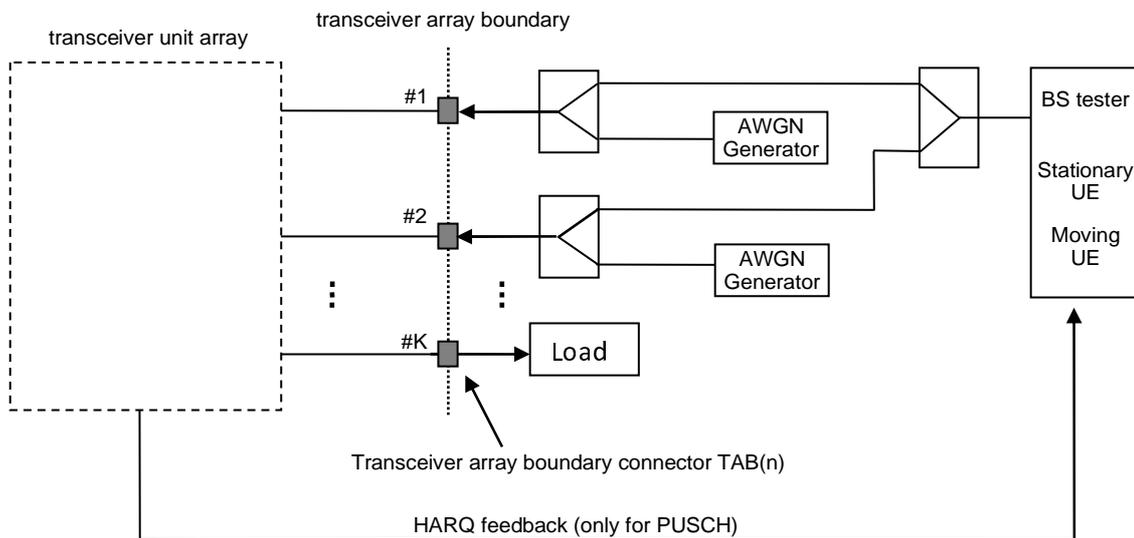 transceiver array boundary
transceiver unit array
#1
BS tester
AWGN
Generator
Stationary
UE
#2
Moving
UE
AWGN
Generator
#K
Load
Transceiver array boundary connector TAB(n)
HARQ feedback (only for PUSCH)